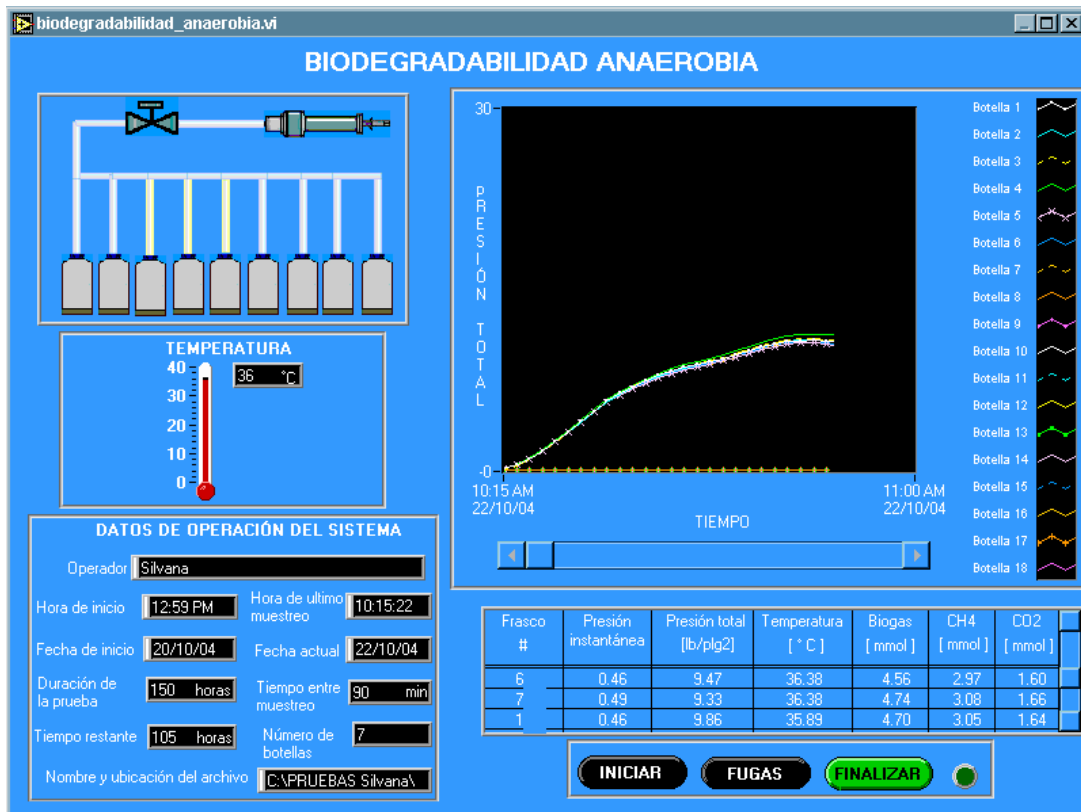 biodegradabilidad_anaerobia.vi
BIODEGRADABILIDAD ANAEROBIA
TEMPERATURA
40
30
20
10
0
36 °C
DATOS DE OPERACIÓN DEL SISTEMA
Operador Silvana
Hora de inicio 12:59 PM
Hora de ultimo
muestreo
10:15:22
Fecha de inicio 20/10/04
Fecha actual 22/10/04
Duración de
la prueba
150 horas
Tiempo entre
muestreo
90 min
Tiempo restante 105 horas
Número de
botellas
7
Nombre y ubicación del archivo C:\PRUEBAS Silvana\
30
PRESIÓN TOTAL
-0
10:15 AM
22/10/04
11:00 AM
22/10/04
TIEMPO
Botella 1
Botella 2
Botella 3
Botella 4
Botella 5
Botella 6
Botella 7
Botella 8
Botella 9
Botella 10
Botella 11
Botella 12
Botella 13
Botella 14
Botella 15
Botella 16
Botella 17
Botella 18
Frasco Presión Presión total Temperatura Biogas CH4 CO2
# instantánea [lb/plg2] [ ° C ] [ mmol ] [ mmol ] [ mmol ]
6 0.46 9.47 36.38 4.56 2.97 1.60
7 0.49 9.33 36.38 4.74 3.08 1.66
1 0.46 9.86 35.89 4.70 3.05 1.64
INICIAR FUGAS FINALIZAR